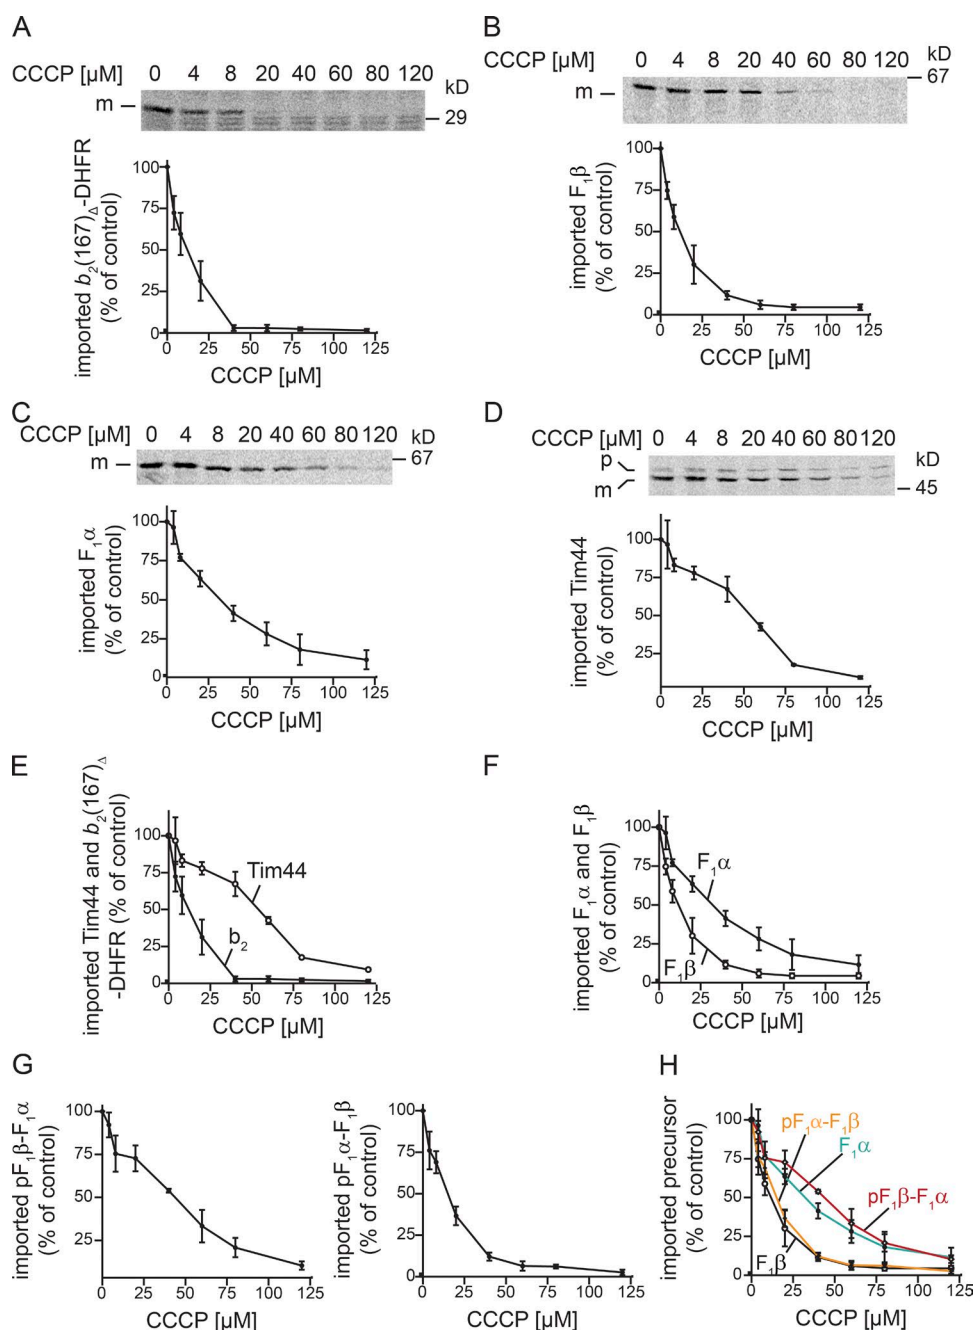 A
CCCP [µM] 0 4 8 20 40 60 80 120 kD
m
29
imported b₂(167)Δ-DHFR
(% of control)
100
75
50
25
0
0 25 50 75 100 125
CCCP [µM]
B
CCCP [µM] 0 4 8 20 40 60 80 120 kD
67
m
imported F₁β
(% of control)
100
75
50
25
0
0 25 50 75 100 125
CCCP [µM]
C
CCCP [µM] 0 4 8 20 40 60 80 120 kD
67
m
imported F₁α
(% of control)
100
75
50
25
0
0 25 50 75 100 125
CCCP [µM]
D
CCCP [µM] 0 4 8 20 40 60 80 120
kD
p
m
45
imported Tim44
(% of control)
100
75
50
25
0 25 50 75 100 125
CCCP [µM]
E
imported Tim44 and b₂(167)Δ
-DHFR (% of control)
100
75
50
25
0
Tim44
b₂
0 25 50 75 100 125
CCCP [µM]
F
imported F₁α and F₁β
(% of control)
100
75
50
25
0
F₁α
F₁β
0 25 50 75 100 125
CCCP [µM]
G
imported pF₁β-F₁α
(% of control)
100
75
50
25
0
0 25 50 75 100 125
CCCP [µM]
imported pF₁α-F₁β
(% of control)
100
75
50
25
0
0 25 50 75 100 125
CCCP [µM]
H
imported precursor
(% of control)
100
75
50
25
0
pF₁α-F₁β
F₁α
pF₁β-F₁α
F₁β
0 25 50 75 100 125
CCCP [µM]